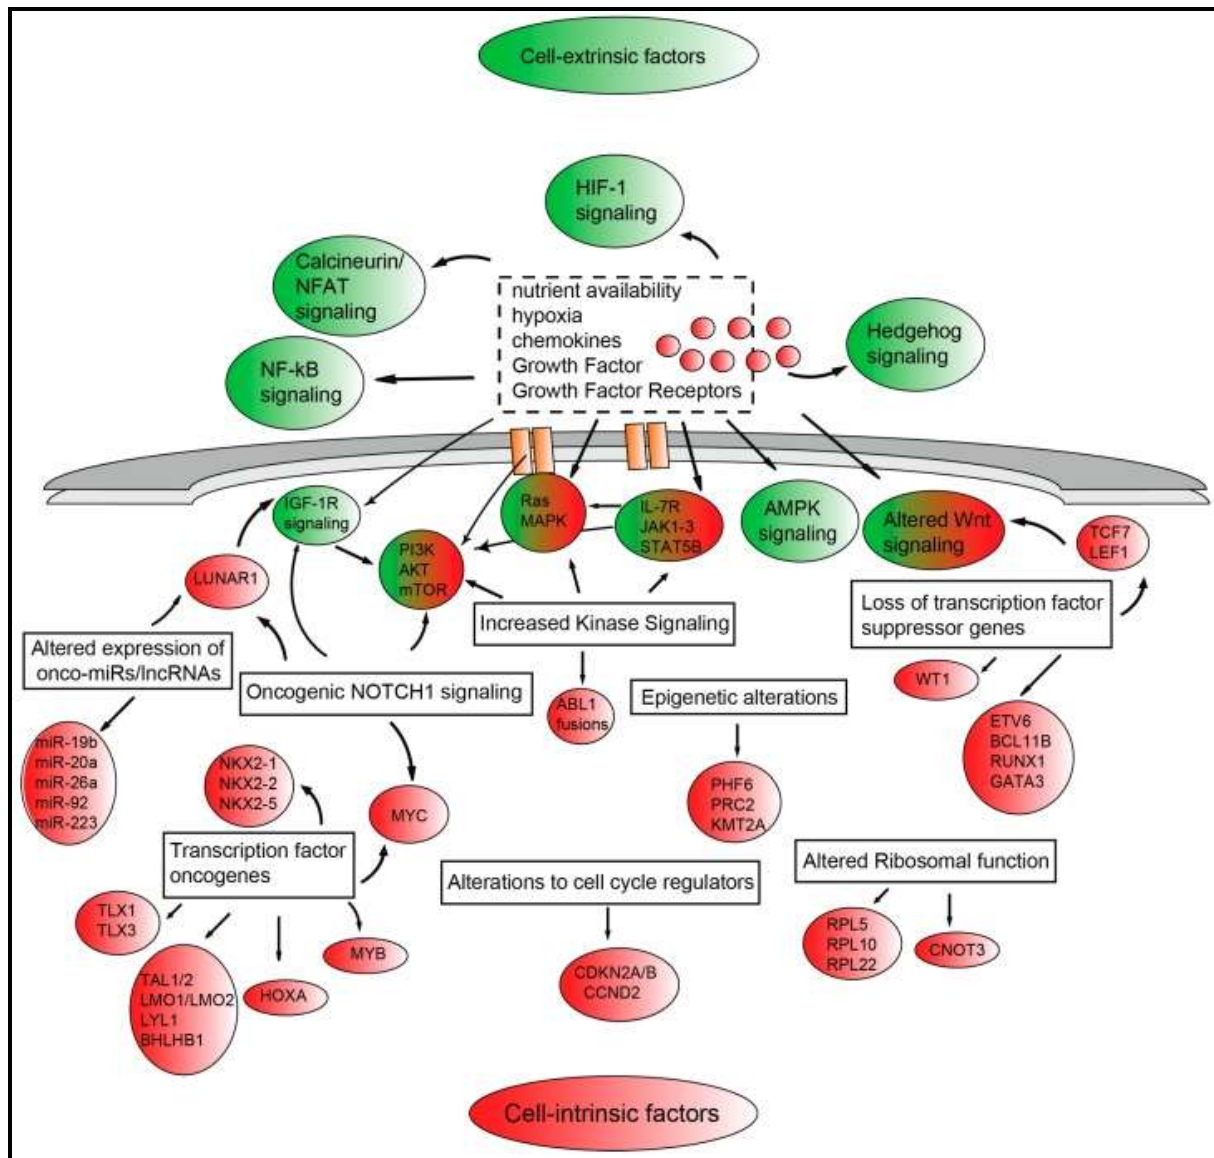 Cell-extrinsic factors
HIF-1
signaling
Calcineurin/
NFAT
signaling
nutrient availability
hypoxia
chemokines
Growth Factor
Growth Factor Receptors
Hedgehog
signaling
NF-kB
signaling
IGF-1R
signaling
Ras
MAPK
IL-7R
JAK1-3
STAT5B
AMPK
signaling
Altered Wnt
signaling
TCF7
LEF1
PI3K
AKT
mTOR
LUNAR1
Increased Kinase Signaling
Loss of transcription factor
suppressor genes
Altered expression of
onco-miRs/lncRNAs
Oncogenic NOTCH1 signaling
WT1
Epigenetic alterations
ABL1
fusions
ETV6
BCL11B
RUNX1
GATA3
miR-19b
miR-20a
miR-26a
miR-92
miR-223
NKX2-1
NKX2-2
NKX2-5
MYC
PHF6
PRC2
KMT2A
Transcription factor
oncogenes
Altered Ribosomal function
Alterations to cell cycle regulators
TLX1
TLX3
RPL5
RPL10
RPL22
CNOT3
MYB
TAL1/2
LMO1/LMO2
LYL1
BHLHB1
HOXA
CDKN2A/B
CCND2
Cell-intrinsic factors